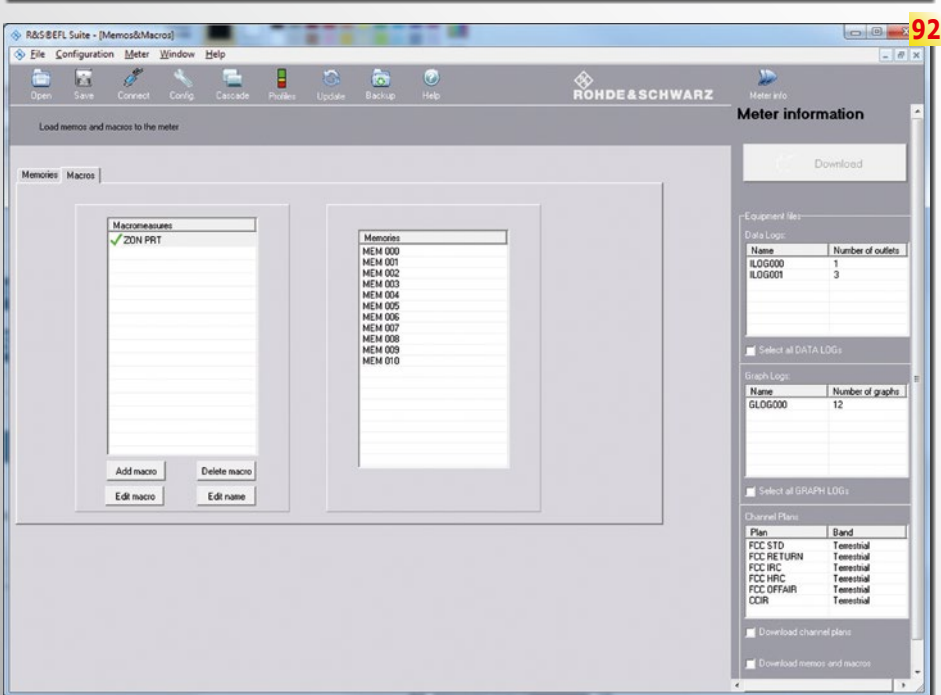 R&S®EFL Suite - [Memos&Macros]
92
File Configuration Meter Window Help
Open Save Connect Config Cascade Profiles Update Backup Help
ROHDE&SCHWARZ
Meter info
Load memos and macros to the meter
Meter information
Download
Memories Macros
Macromeasures
ZON PRT
Add macro Delete macro
Edit macro Edit name
Memories
MEM 000
MEM 001
MEM 002
MEM 003
MEM 004
MEM 005
MEM 006
MEM 007
MEM 008
MEM 009
MEM 010
Equipment files
Data Logs:
Name Number of outlets
ILOG000 1
ILOG001 3
Select all DATA LOGs
Graph Logs:
Name Number of graphs
GLOG000 12
Select all GRAPH LOGs
Channel Plans
Plan Band
FCC STD Terrestrial
FCC RETURN Terrestrial
FCC IRC Terrestrial
FCC HRC Terrestrial
FCC OFFAIR Terrestrial
CCIR Terrestrial
Download channel plans
Download memos and macros